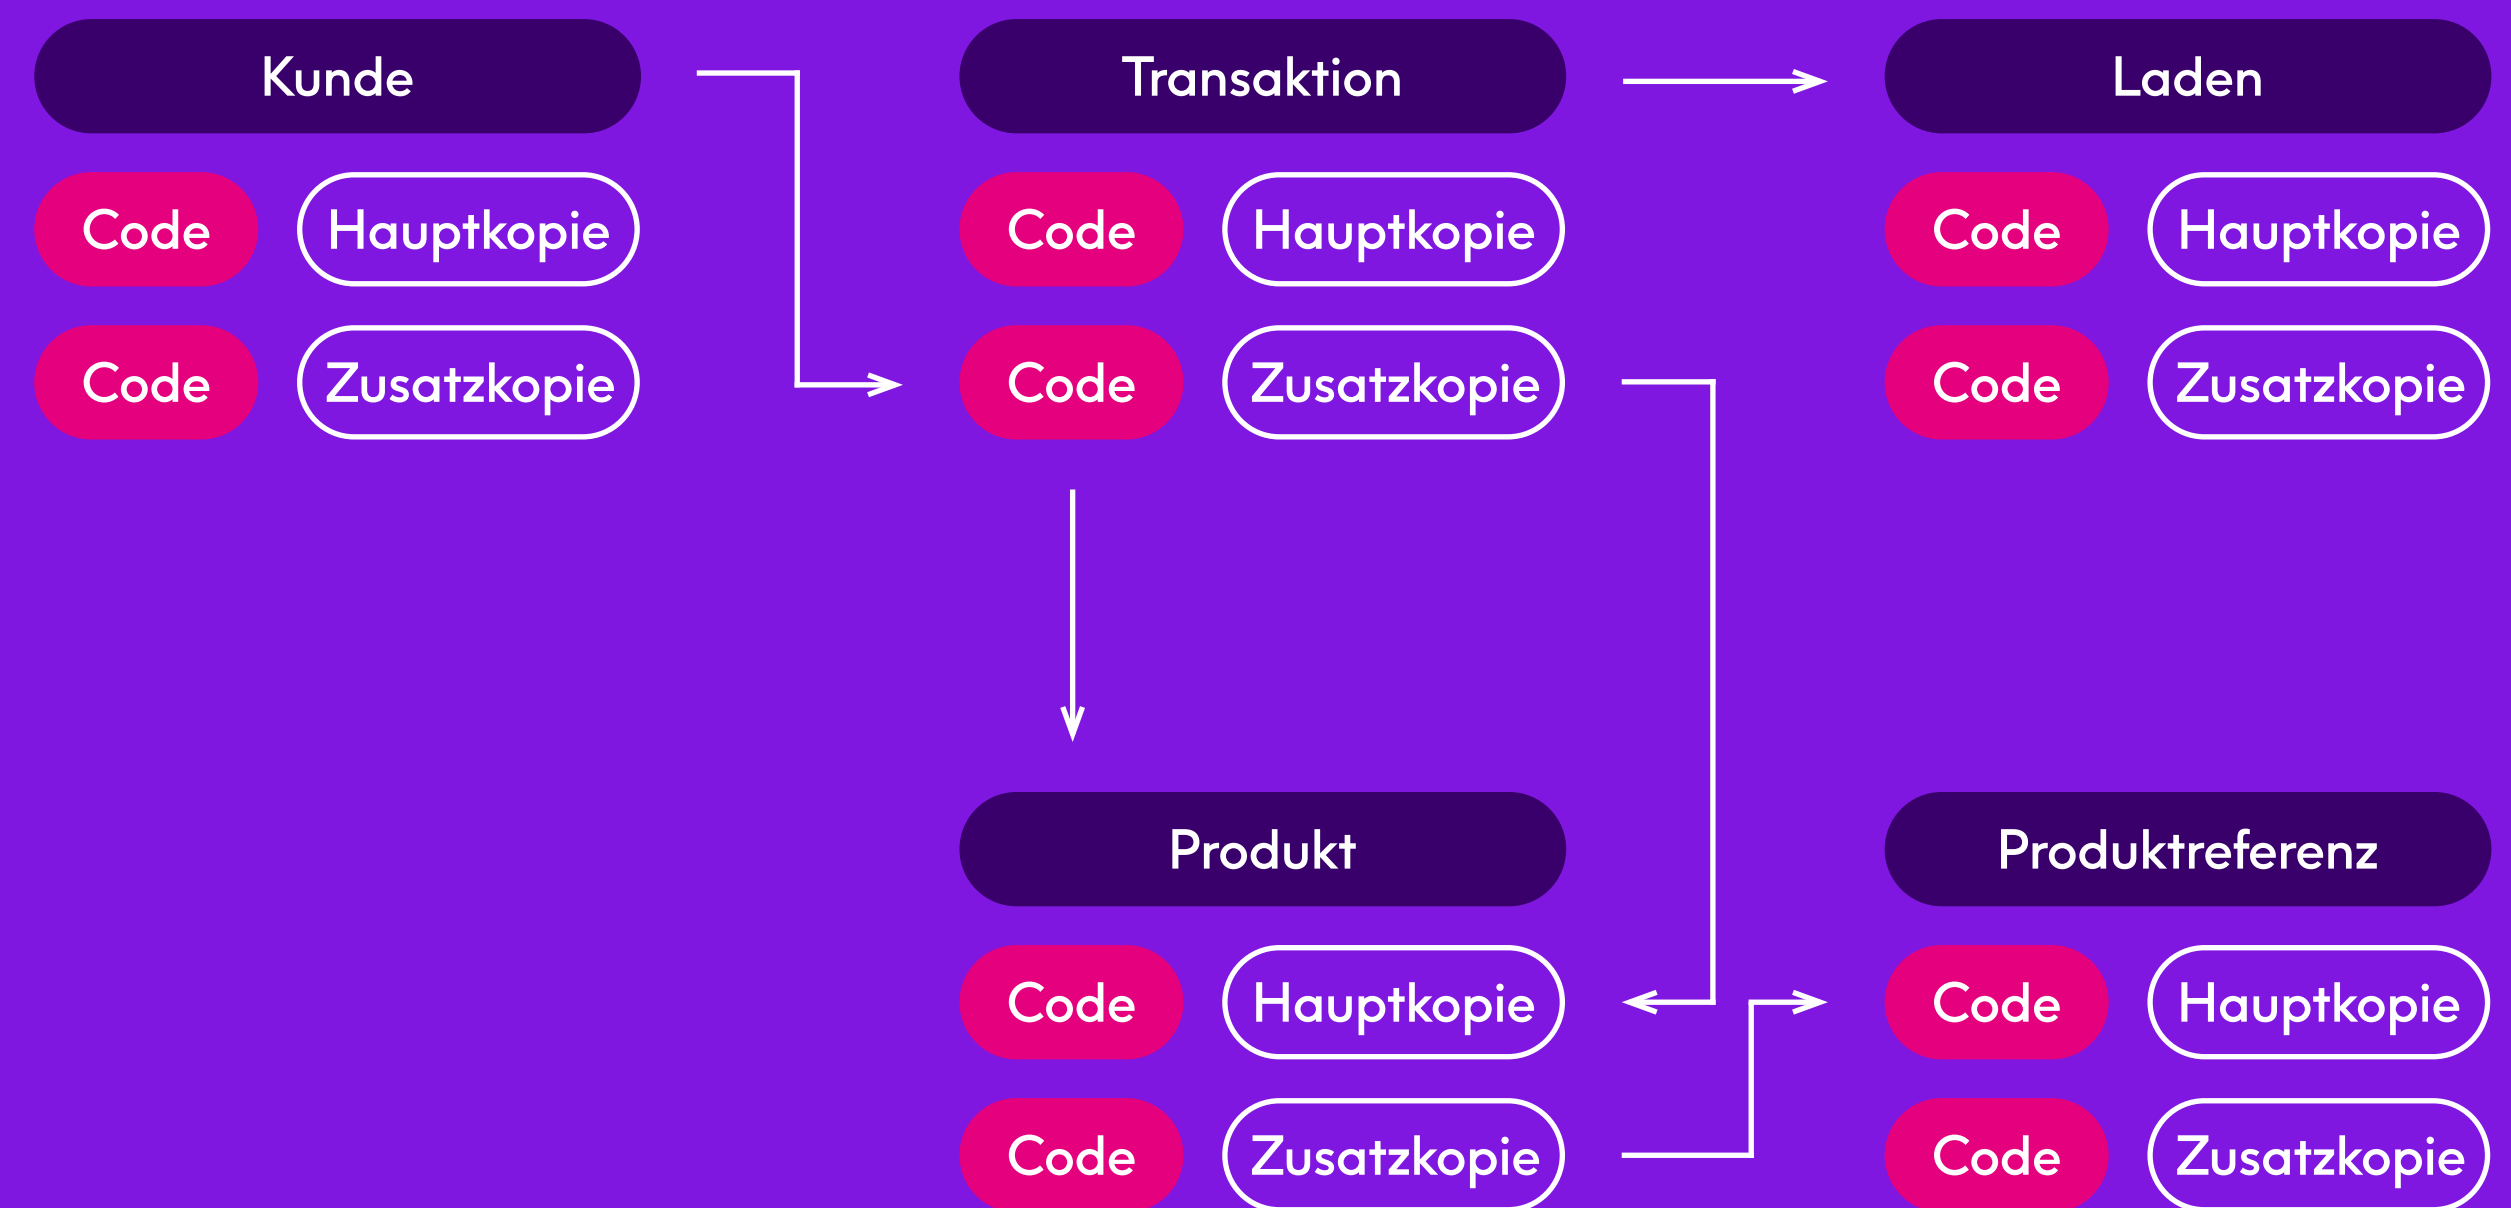 Kunde
Code Hauptkopie
Code Zusatzkopie
Transaktion
Code Hauptkopie
Code Zusatzkopie
Laden
Code Hauptkopie
Code Zusatzkopie
Produkt
Code Hauptkopie
Code Zusatzkopie
Produktreferenz
Code Hauptkopie
Code Zusatzkopie